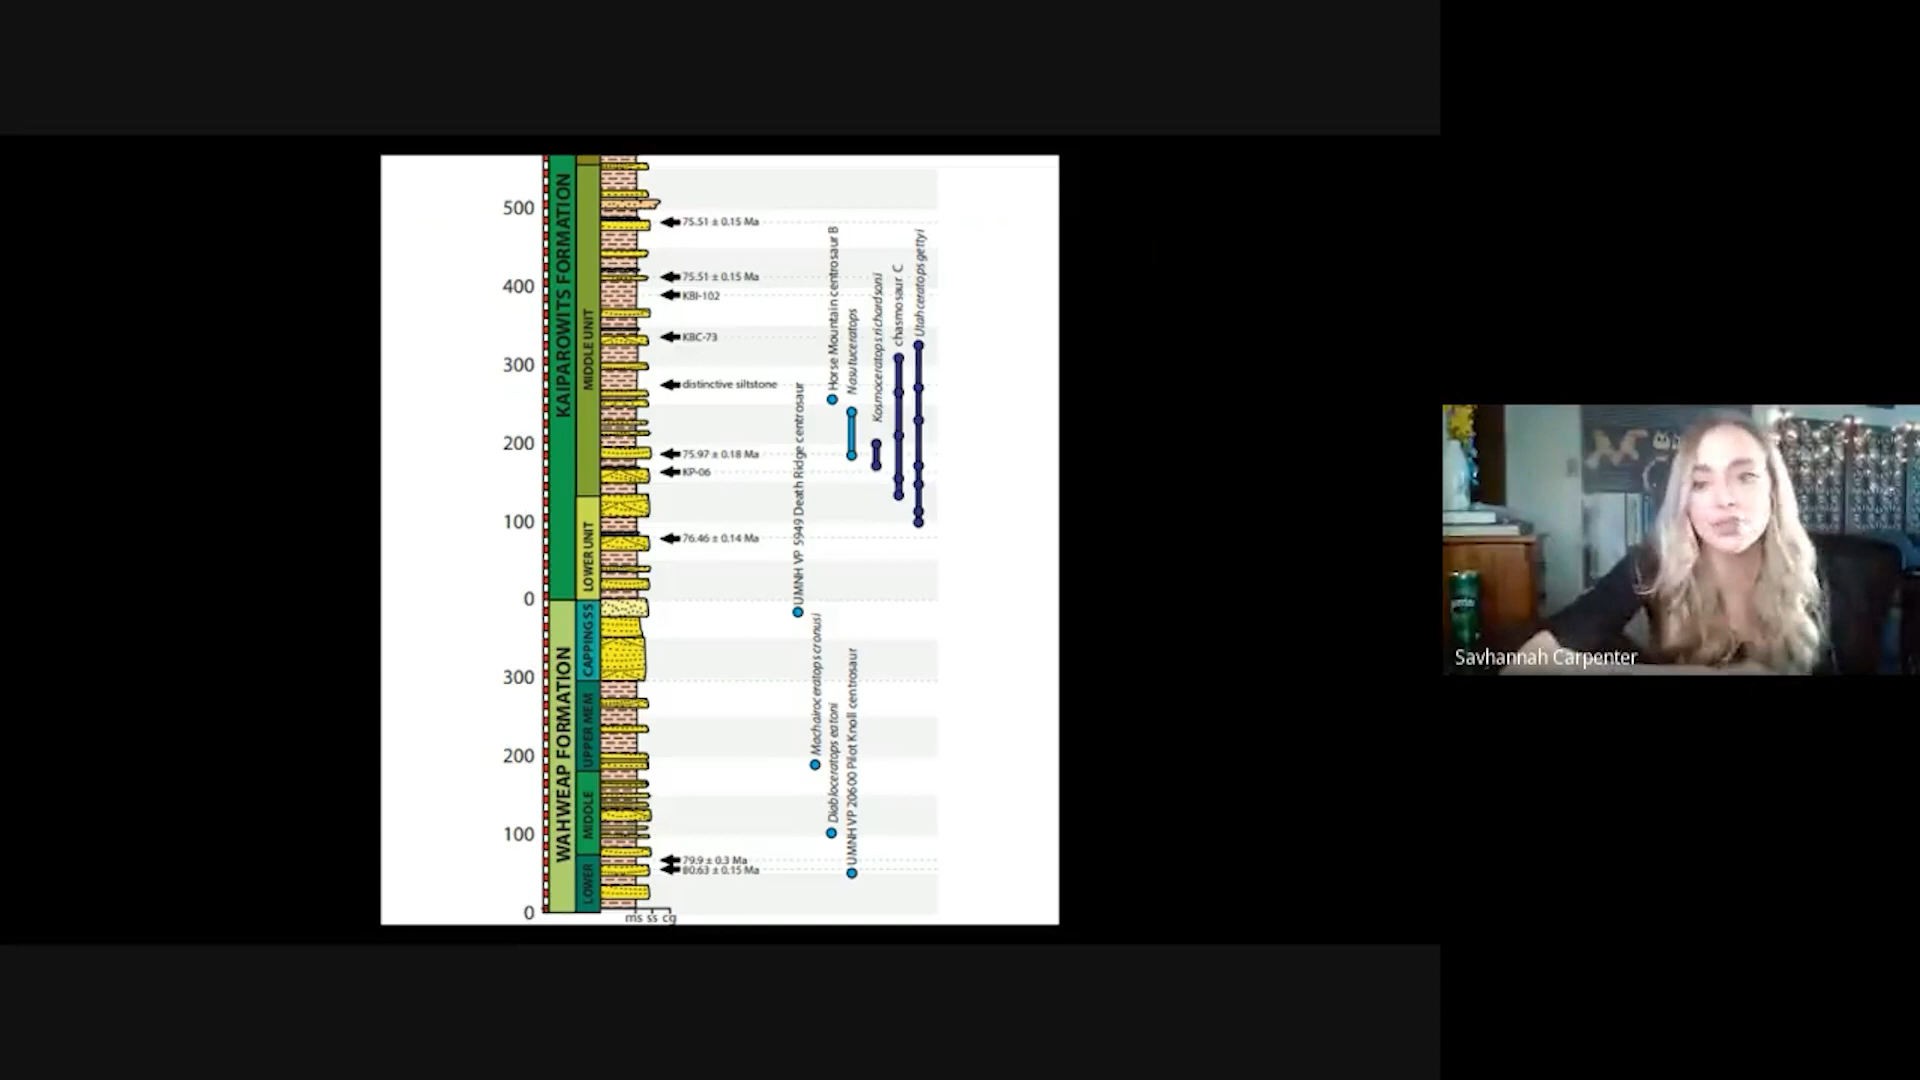 500
400
300
200
100
0
300
200
100
0
KAIPAROWITS FORMATION
WAHWEAP FORMATION
MIDDLE UNIT
LOWER UNIT
CAPPING SS
UPPER MEM
MIDDLE
LOWER
75.51 ± 0.15 Ma
75.51 ± 0.15 Ma
KBI-102
KBC-73
distinctive siltstone
75.97 ± 0.18 Ma
KP-06
76.46 ± 0.14 Ma
79.9 ± 0.3 Ma
80.63 ± 0.15 Ma
ms ss cg
UMNH VP 5949 Death Ridge centrosaur
Horse Mountain centrosaur B
Nasutuceratops
Kosmoceratops richardsoni
chasmosaur C
Utahceratops gettyi
Machairoceratops cronusi
Diabloceratops eatoni
UMNH VP 20600 Pilot Knoll centrosaur
Savhannah Carpenter